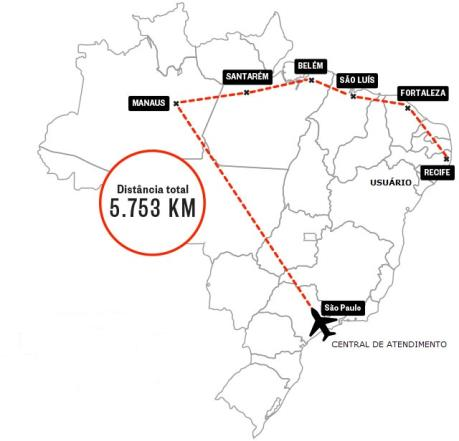 BELÉM
SANTARÉM
SÃO LUÍS
FORTALEZA
MANAUS
RECIFE
USUÁRIO
Distância total
5.753 KM
São Paulo
CENTRAL DE ATENDIMENTO